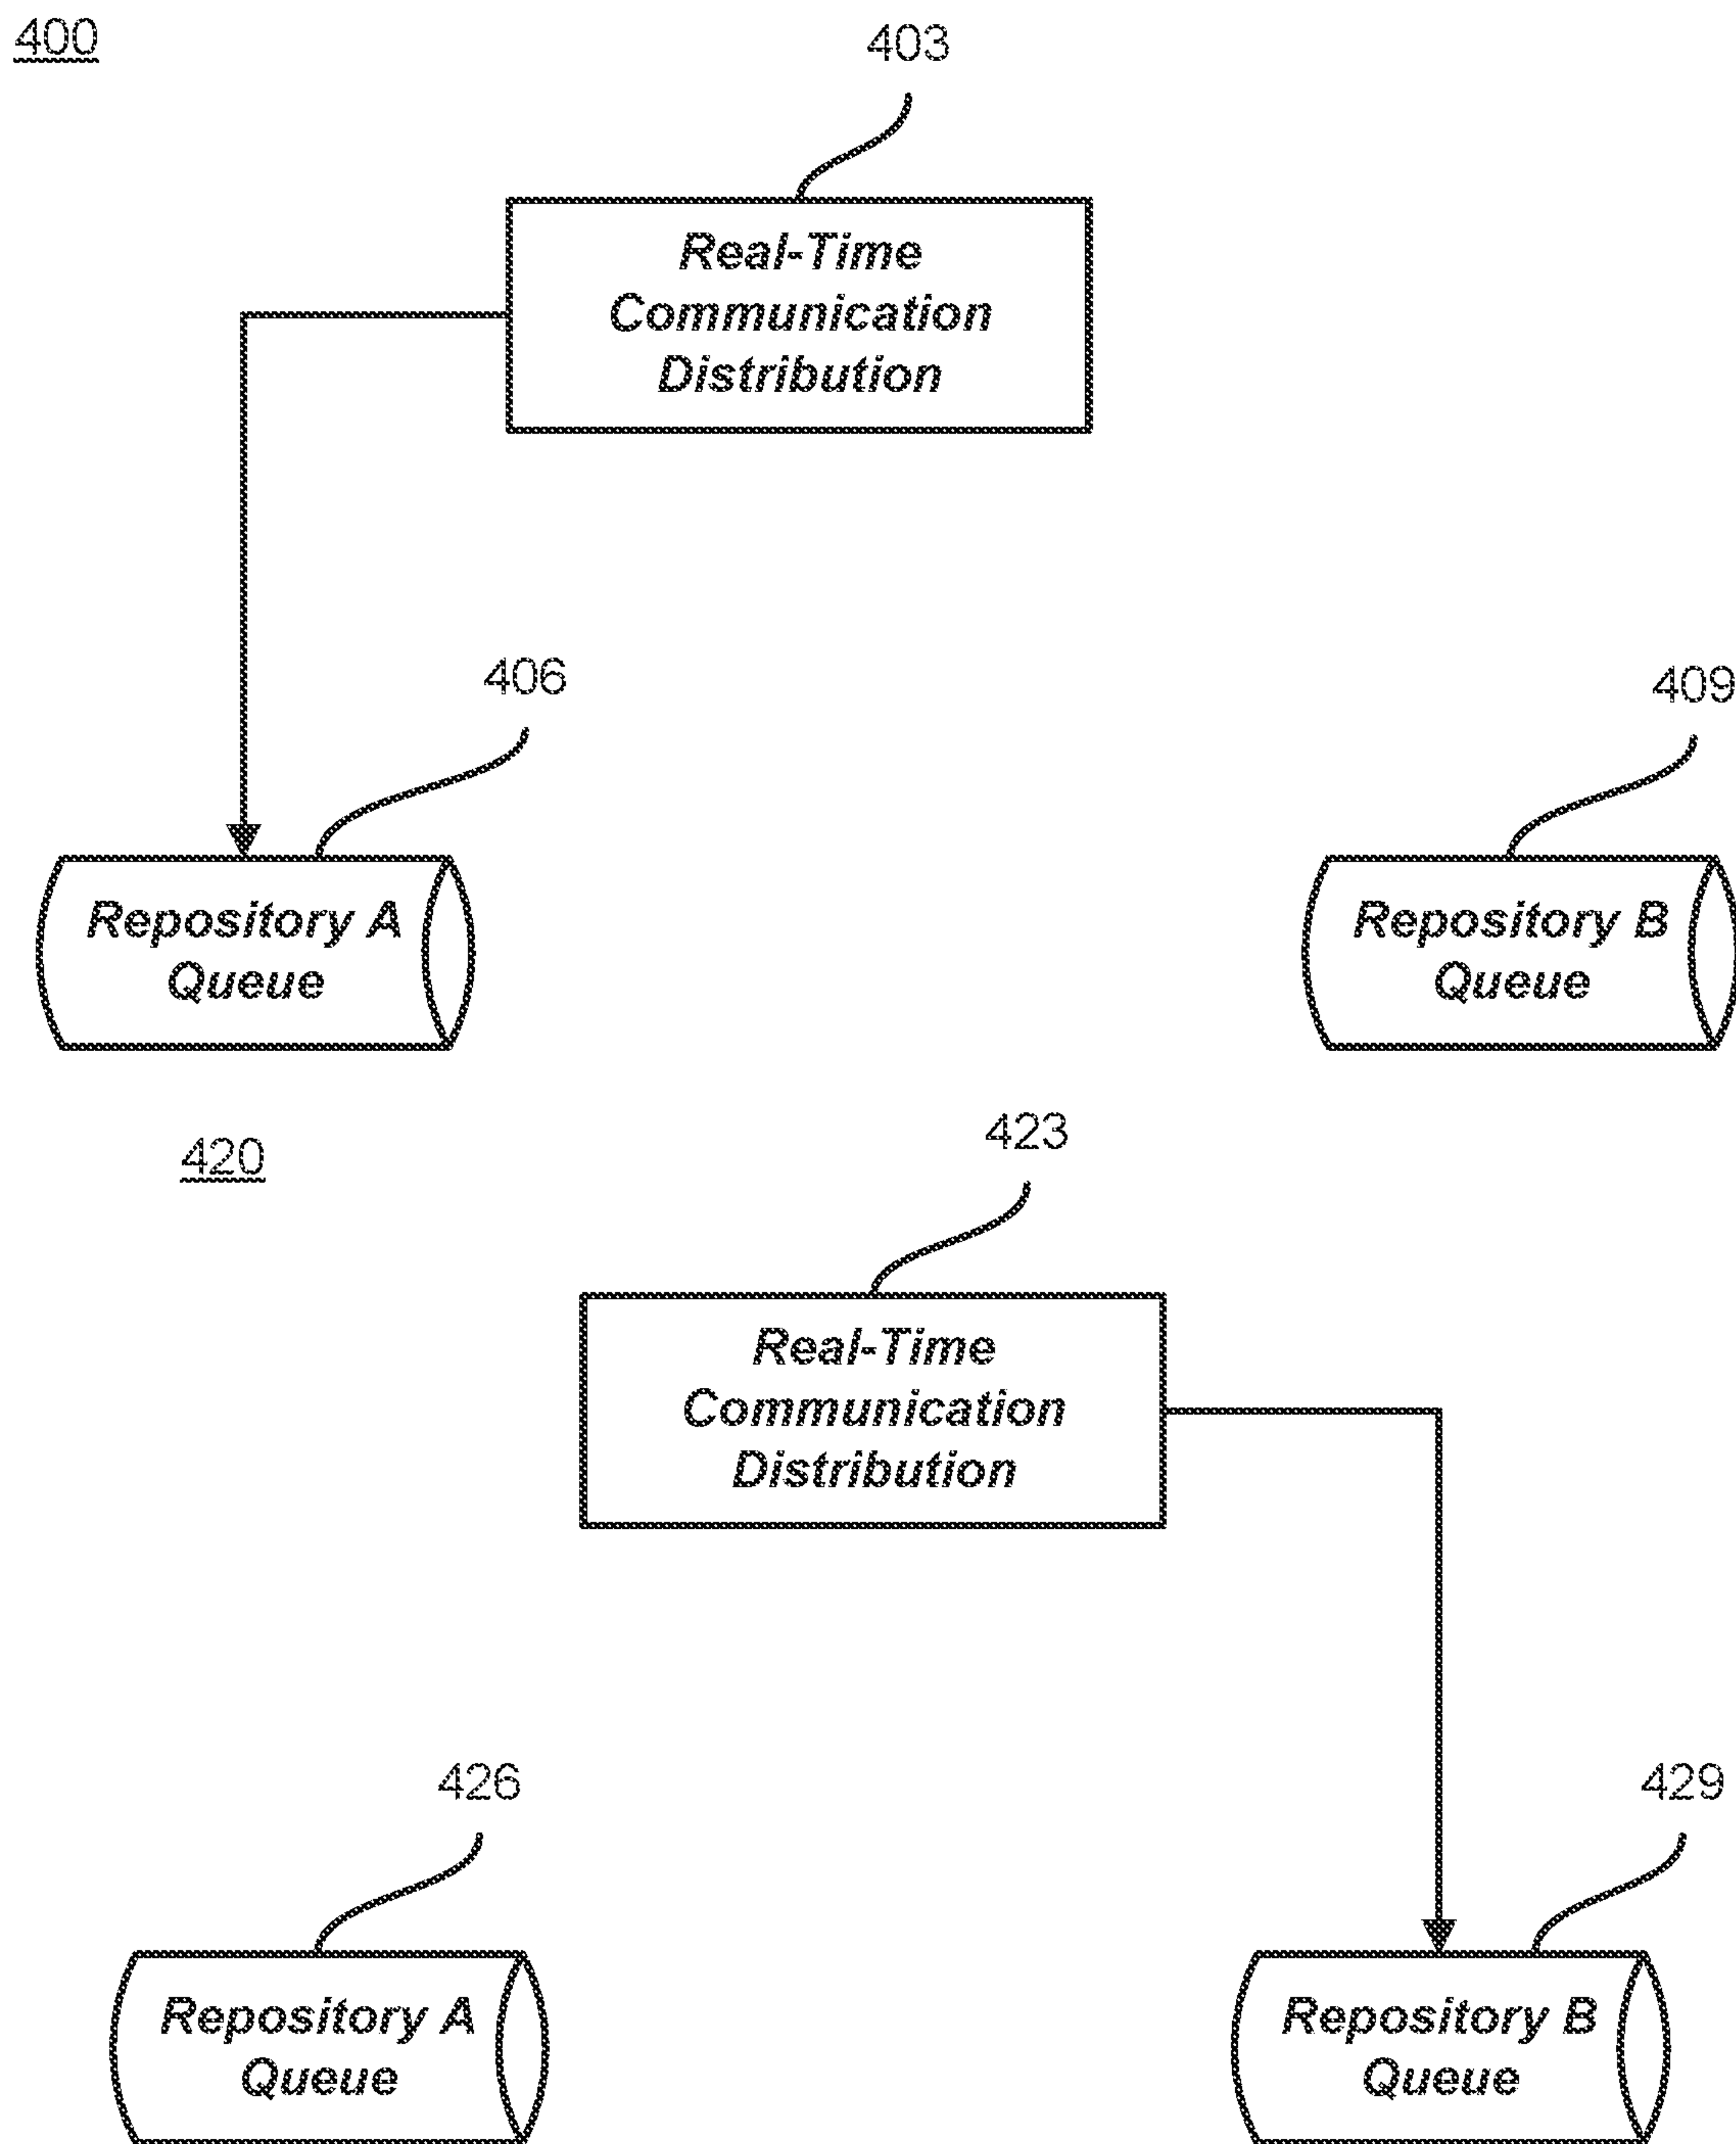 400
403
Real-Time
Communication
Distribution
406
409
Repository A
Queue
Repository B
Queue
420
423
Real-Time
Communication
Distribution
426
429
Repository A
Queue
Repository B
Queue